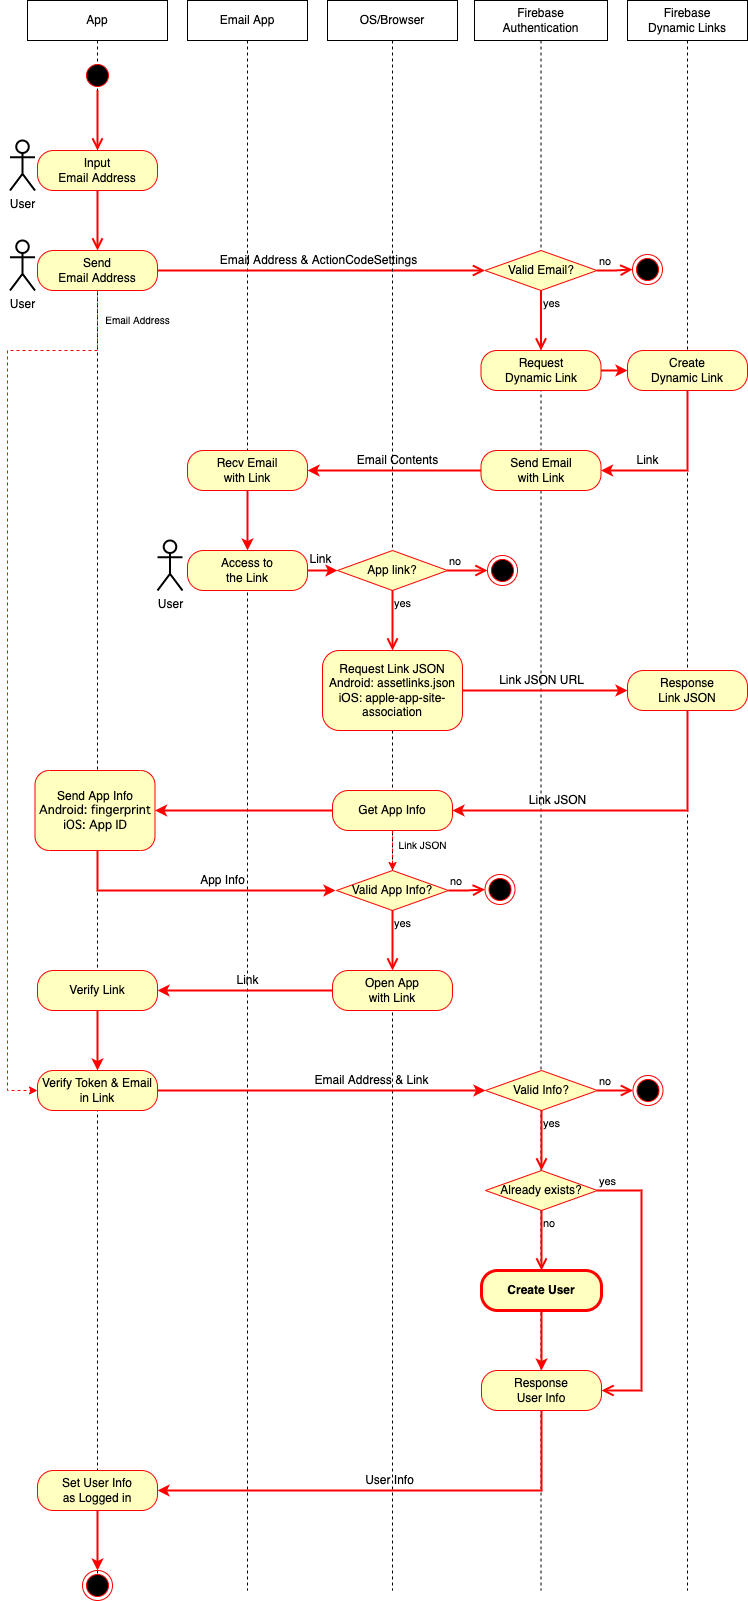 App
Email App
OS/Browser
Firebase
Authentication
Firebase
Dynamic Links
Input
Email Address
User
Send
Email Address
User
Email Address & ActionCodeSettings
Valid Email?
no
yes
Email Address
Request
Dynamic Link
Create
Dynamic Link
Recv Email
with Link
Email Contents
Send Email
with Link
Link
Access to
the Link
User
Link
App link?
no
yes
Request Link JSON
Android: assetlinks.json
iOS: apple-app-site-
association
Link JSON URL
Response
Link JSON
Send App Info
Android: fingerprint
iOS: App ID
Get App Info
Link JSON
Link JSON
App Info
Valid App Info?
no
yes
Verify Link
Link
Open App
with Link
Verify Token & Email
in Link
Email Address & Link
Valid Info?
no
yes
Already exists?
yes
no
Create User
Response
User Info
User Info
Set User Info
as Logged in